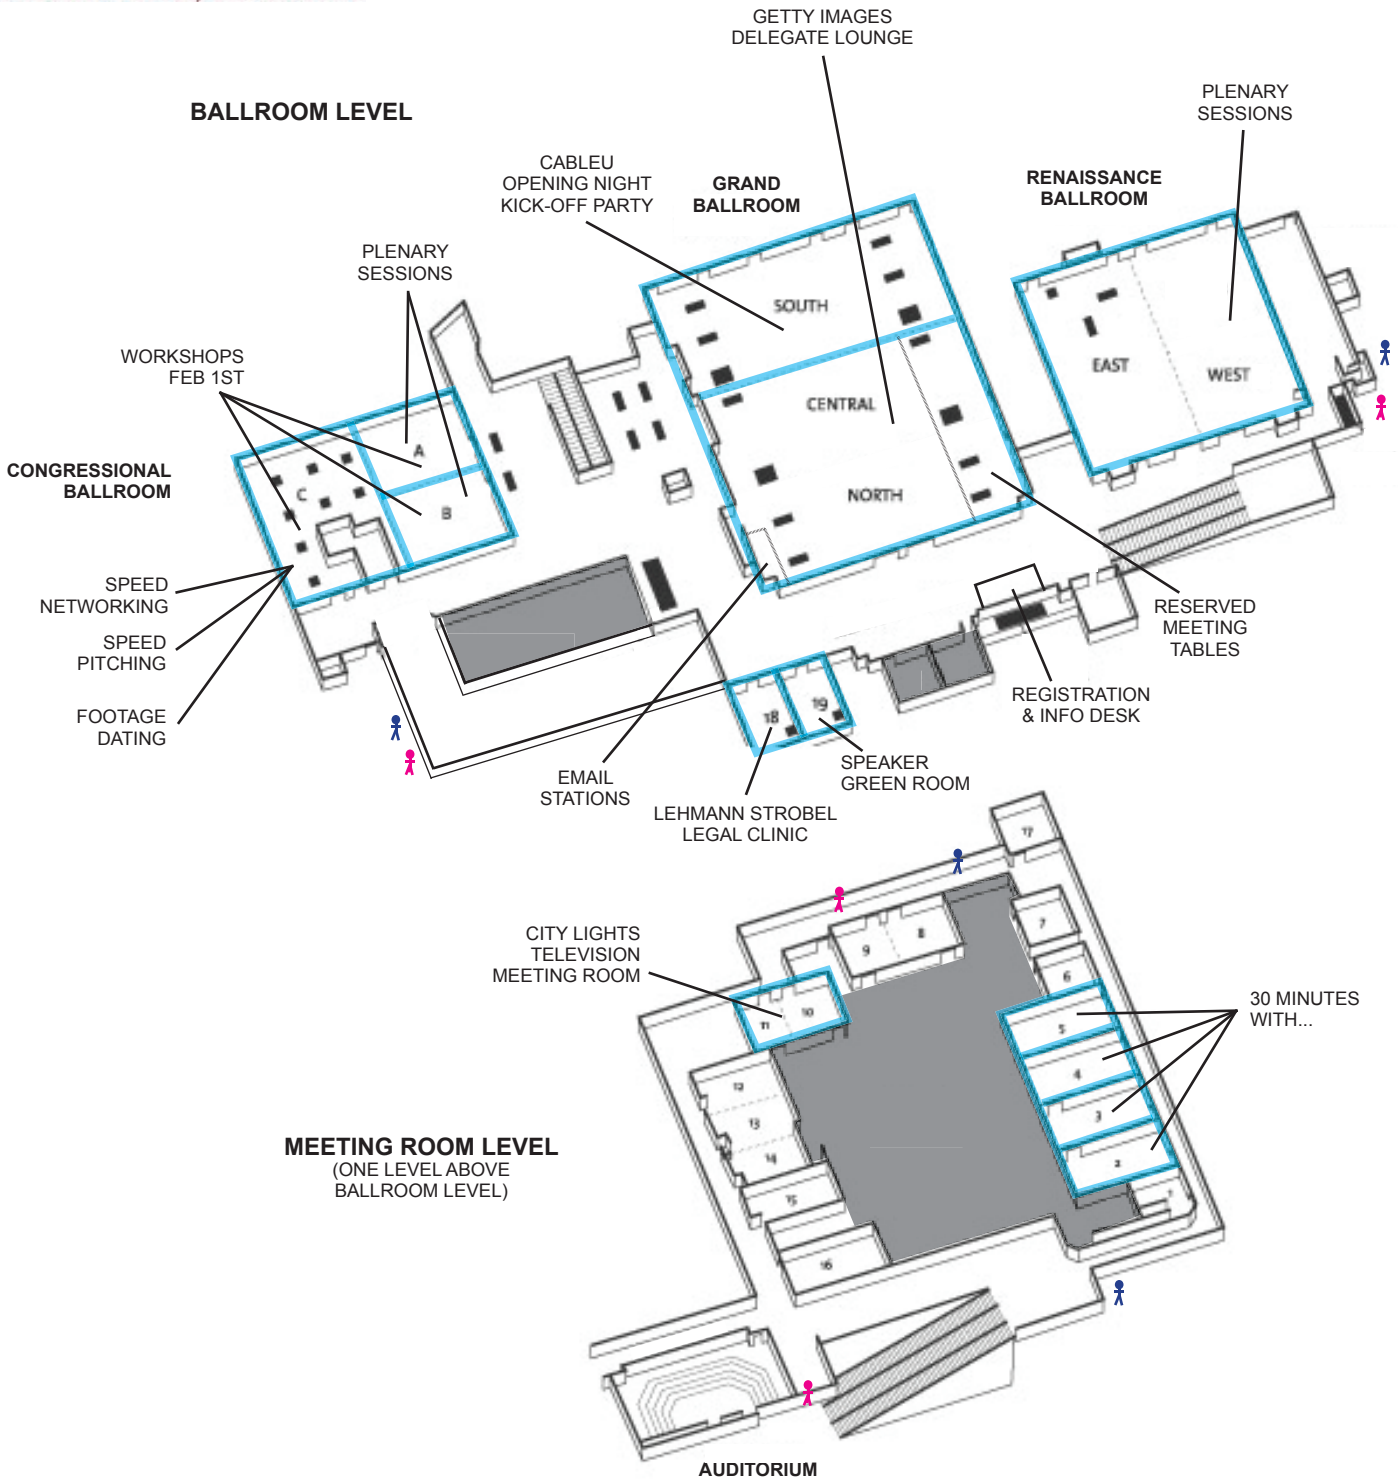 GETTY IMAGES
DELEGATE LOUNGE
BALLROOM LEVEL
PLENARY
SESSIONS
CABLEU
OPENING NIGHT
KICK-OFF PARTY
GRAND
BALLROOM
RENAISSANCE
BALLROOM
PLENARY
SESSIONS
SOUTH
WORKSHOPS
FEB 1ST
EAST
WEST
CENTRAL
A
CONGRESSIONAL
BALLROOM
C
B
NORTH
SPEED
NETWORKING
SPEED
PITCHING
FOOTAGE
DATING
RESERVED
MEETING
TABLES
REGISTRATION
& INFO DESK
18
19
EMAIL
STATIONS
SPEAKER
GREEN ROOM
LEHMANN STROBEL
LEGAL CLINIC
17
CITY LIGHTS
TELEVISION
MEETING ROOM
9
8
7
6
11
10
5
30 MINUTES
WITH...
4
12
3
13
MEETING ROOM LEVEL
(ONE LEVEL ABOVE
BALLROOM LEVEL)
14
2
15
1
16
AUDITORIUM